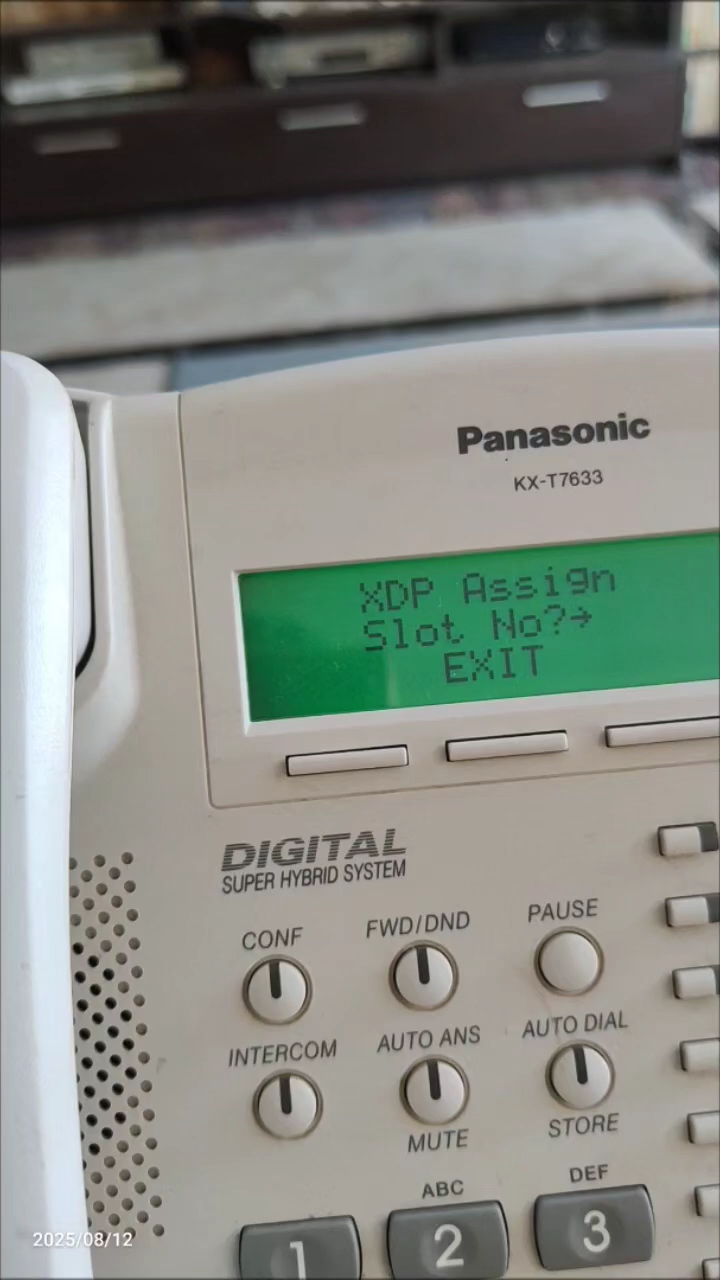 Panasonic
KX-T7633
XDP Assign
Slot No?→
EXIT
DIGITAL
SUPER HYBRID SYSTEM
CONF FWD/DND PAUSE
INTERCOM AUTO ANS AUTO DIAL
MUTE STORE
ABC DEF
1 2 3
2025/08/12